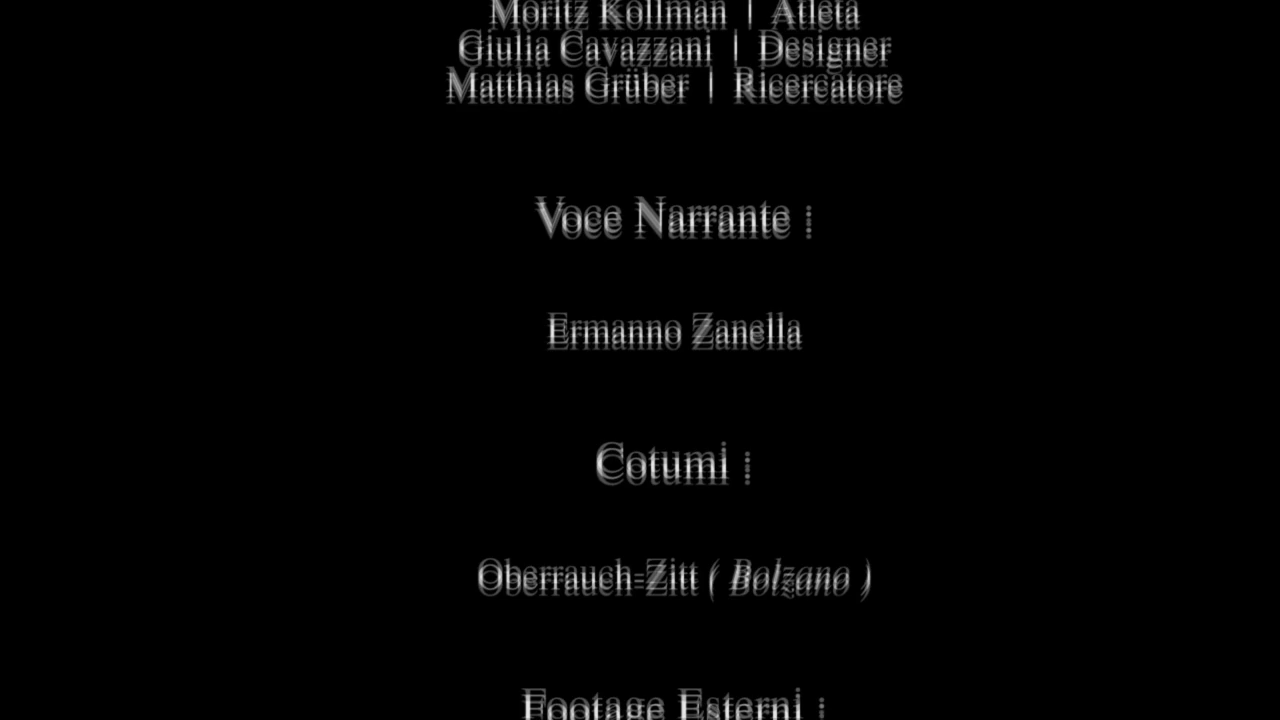 Moritz Kollman | Atleta
Giulia Cavazzani | Designer
Matthias Grüber | Ricercatore
Voce Narrante :
Ermanno Zanella
Cotumi :
Oberrauch-Zitt ( Bolzano )
Footage Esterni :